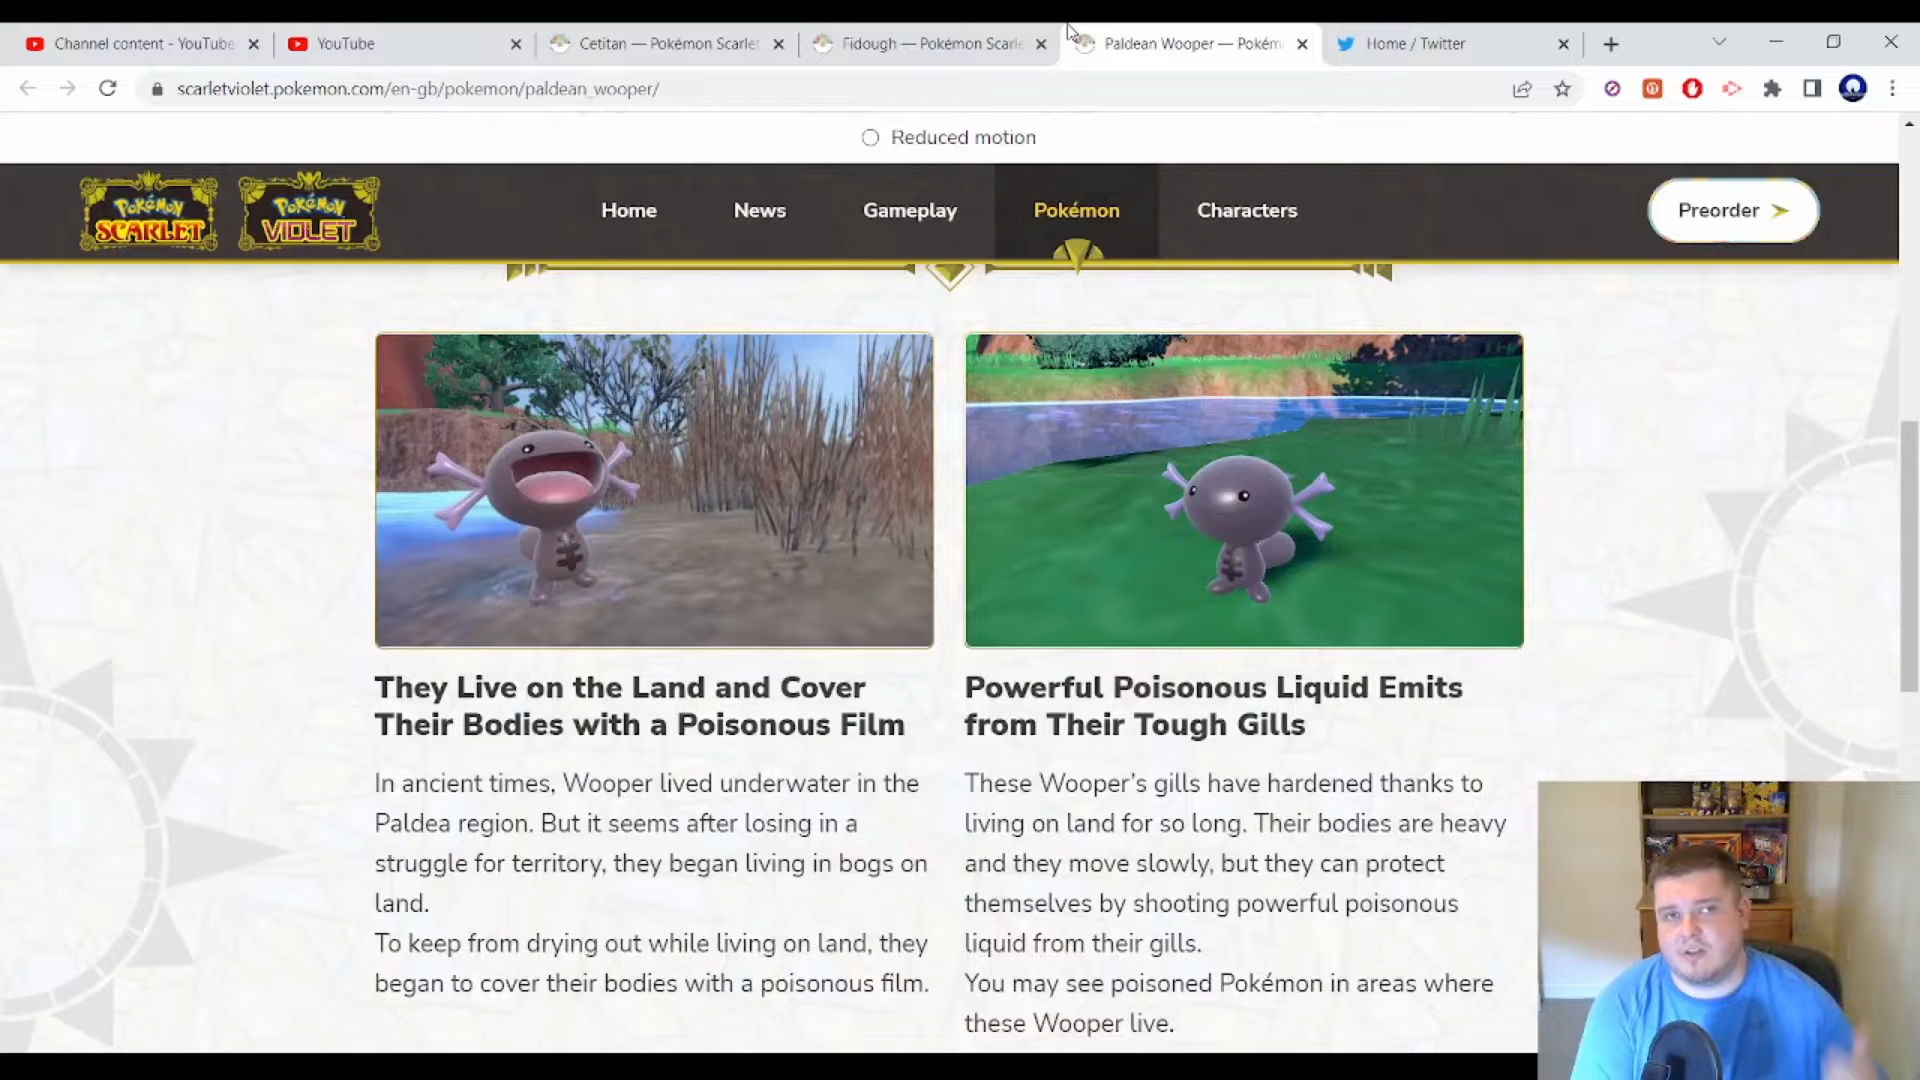 Channel content - YouTube
YouTube
Cetitan — Pokémon Scarlet
Fidough — Pokémon Scarle
Paldean Wooper — Pokém
Home / Twitter
scarletviolet.pokemon.com/en-gb/pokemon/paldean_wooper/
Reduced motion
Pokémon SCARLET
Pokémon VIOLET
Home
News
Gameplay
Pokémon
Characters
Preorder
They Live on the Land and Cover
Their Bodies with a Poisonous Film
In ancient times, Wooper lived underwater in the
Paldea region. But it seems after losing in a
struggle for territory, they began living in bogs on
land.
To keep from drying out while living on land, they
began to cover their bodies with a poisonous film.
Powerful Poisonous Liquid Emits
from Their Tough Gills
These Wooper’s gills have hardened thanks to
living on land for so long. Their bodies are heavy
and they move slowly, but they can protect
themselves by shooting powerful poisonous
liquid from their gills.
You may see poisoned Pokémon in areas where
these Wooper live.